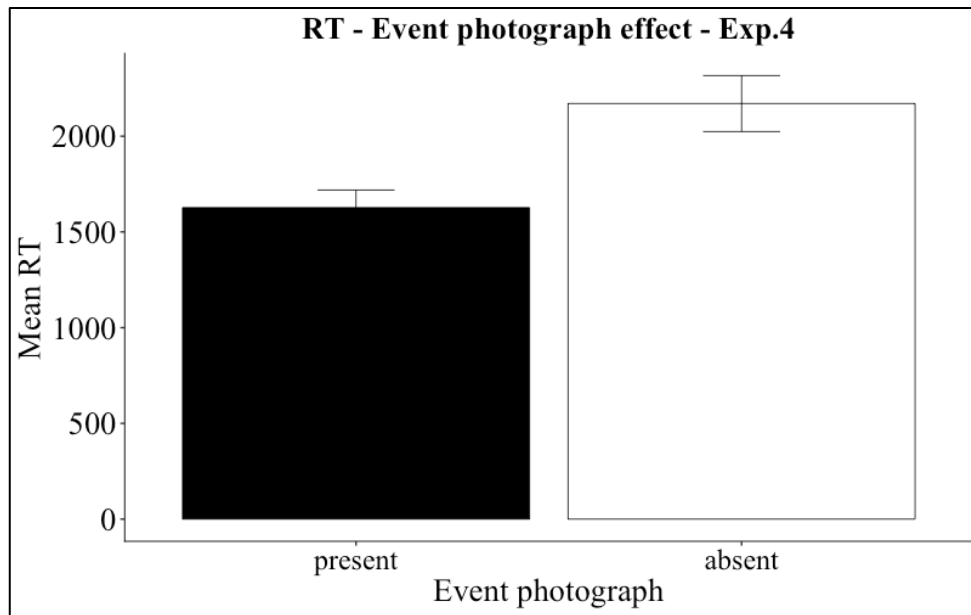 RT - Event photograph effect - Exp.4
Mean RT
2000
1500
1000
500
0
present absent
Event photograph